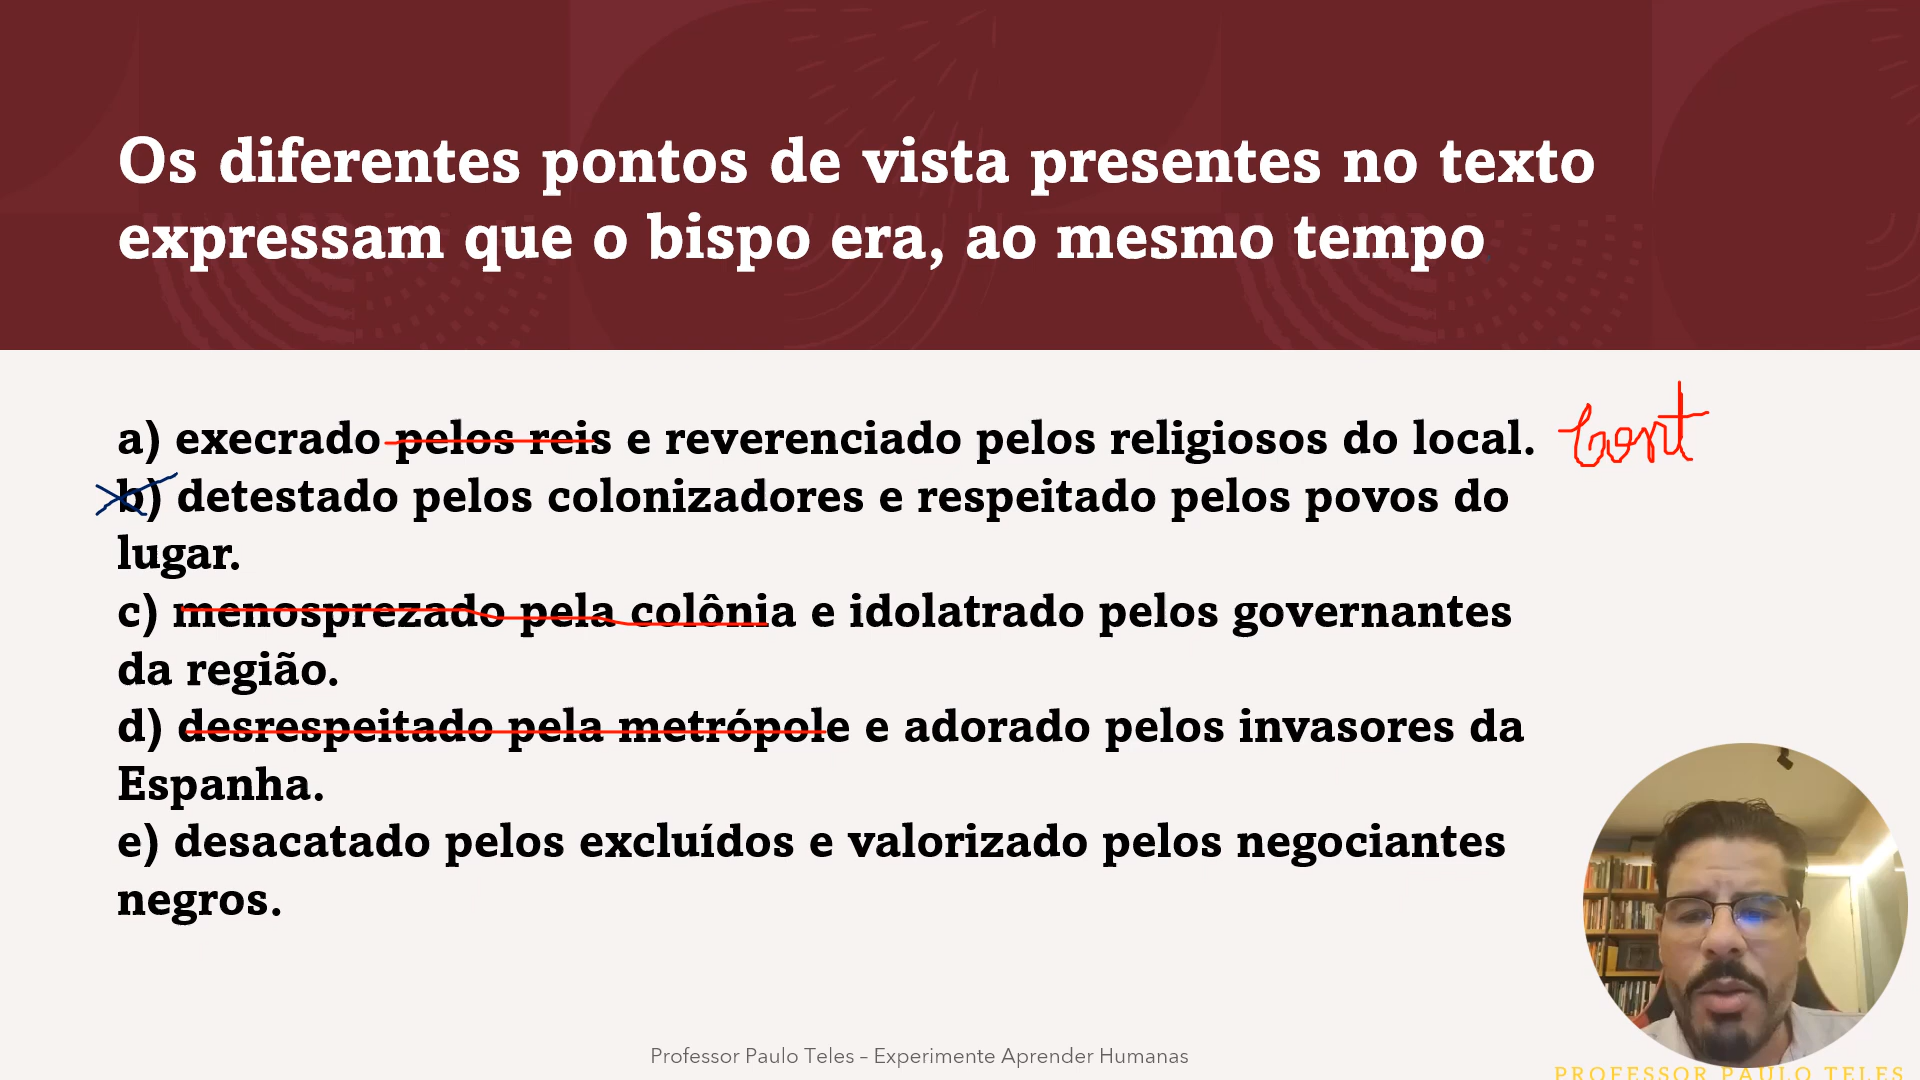 Os diferentes pontos de vista presentes no texto
expressam que o bispo era, ao mesmo tempo
a) execrado pelos reis e reverenciado pelos religiosos do local.
b) detestado pelos colonizadores e respeitado pelos povos do
lugar.
c) menosprezado pela colônia e idolatrado pelos governantes
da região.
d) desrespeitado pela metrópole e adorado pelos invasores da
Espanha.
e) desacatado pelos excluídos e valorizado pelos negociantes
negros.
Professor Paulo Teles – Experimente Aprender Humanas
PROFESSOR PAULO TELES